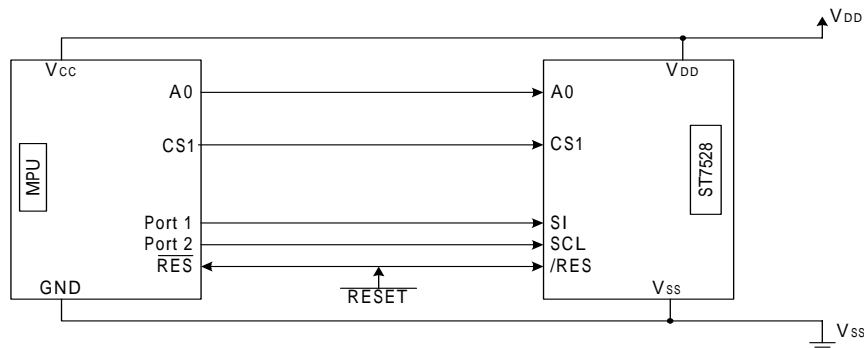 VDD
VCC
A0
CS1
MPU
Port 1
Port 2
RES
GND
RESET
VDD
A0
CS1
ST7528
SI
SCL
/RES
VSS
VSS